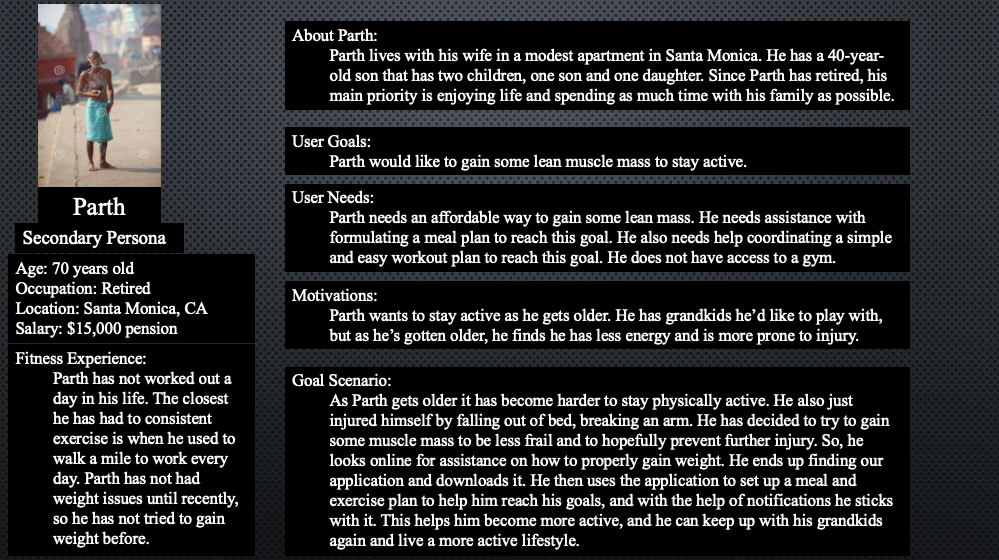 Parth
Secondary Persona
Age: 70 years old
Occupation: Retired
Location: Santa Monica, CA
Salary: $15,000 pension
Fitness Experience:
Parth has not worked out a
day in his life. The closest
he has had to consistent
exercise is when he used to
walk a mile to work every
day. Parth has not had
weight issues until recently,
so he has not tried to gain
weight before.
About Parth:
Parth lives with his wife in a modest apartment in Santa Monica. He has a 40-year-
old son that has two children, one son and one daughter. Since Parth has retired, his
main priority is enjoying life and spending as much time with his family as possible.
User Goals:
Parth would like to gain some lean muscle mass to stay active.
User Needs:
Parth needs an affordable way to gain some lean mass. He needs assistance with
formulating a meal plan to reach this goal. He also needs help coordinating a simple
and easy workout plan to reach this goal. He does not have access to a gym.
Motivations:
Parth wants to stay active as he gets older. He has grandkids he’d like to play with,
but as he’s gotten older, he finds he has less energy and is more prone to injury.
Goal Scenario:
As Parth gets older it has become harder to stay physically active. He also just
injured himself by falling out of bed, breaking an arm. He has decided to try to gain
some muscle mass to be less frail and to hopefully prevent further injury. So, he
looks online for assistance on how to properly gain weight. He ends up finding our
application and downloads it. He then uses the application to set up a meal and
exercise plan to help him reach his goals, and with the help of notifications he sticks
with it. This helps him become more active, and he can keep up with his grandkids
again and live a more active lifestyle.